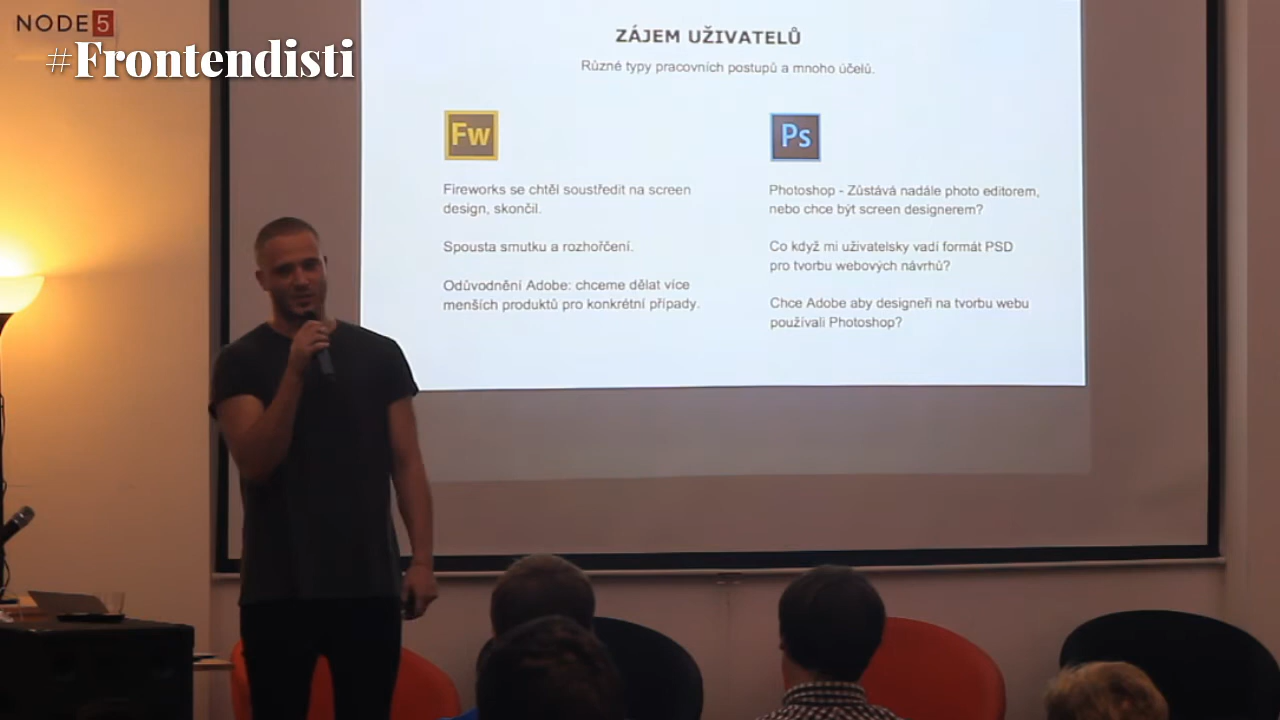 NODE5
#Frontendisti
ZÁJEM UŽIVATELŮ
Různé typy pracovních postupů a mnoho účelů.
Fw
Fireworks se chtěl soustředit na screen
design, skončil.
Spousta smutku a rozhořčení.
Odůvodnění Adobe: chceme dělat více
menších produktů pro konkrétní případy.
Ps
Photoshop - Zůstává nadále photo editorem,
nebo chce být screen designerem?
Co když mi uživatelsky vadí formát PSD
pro tvorbu webových návrhů?
Chce Adobe aby designeři na tvorbu webu
používali Photoshop?